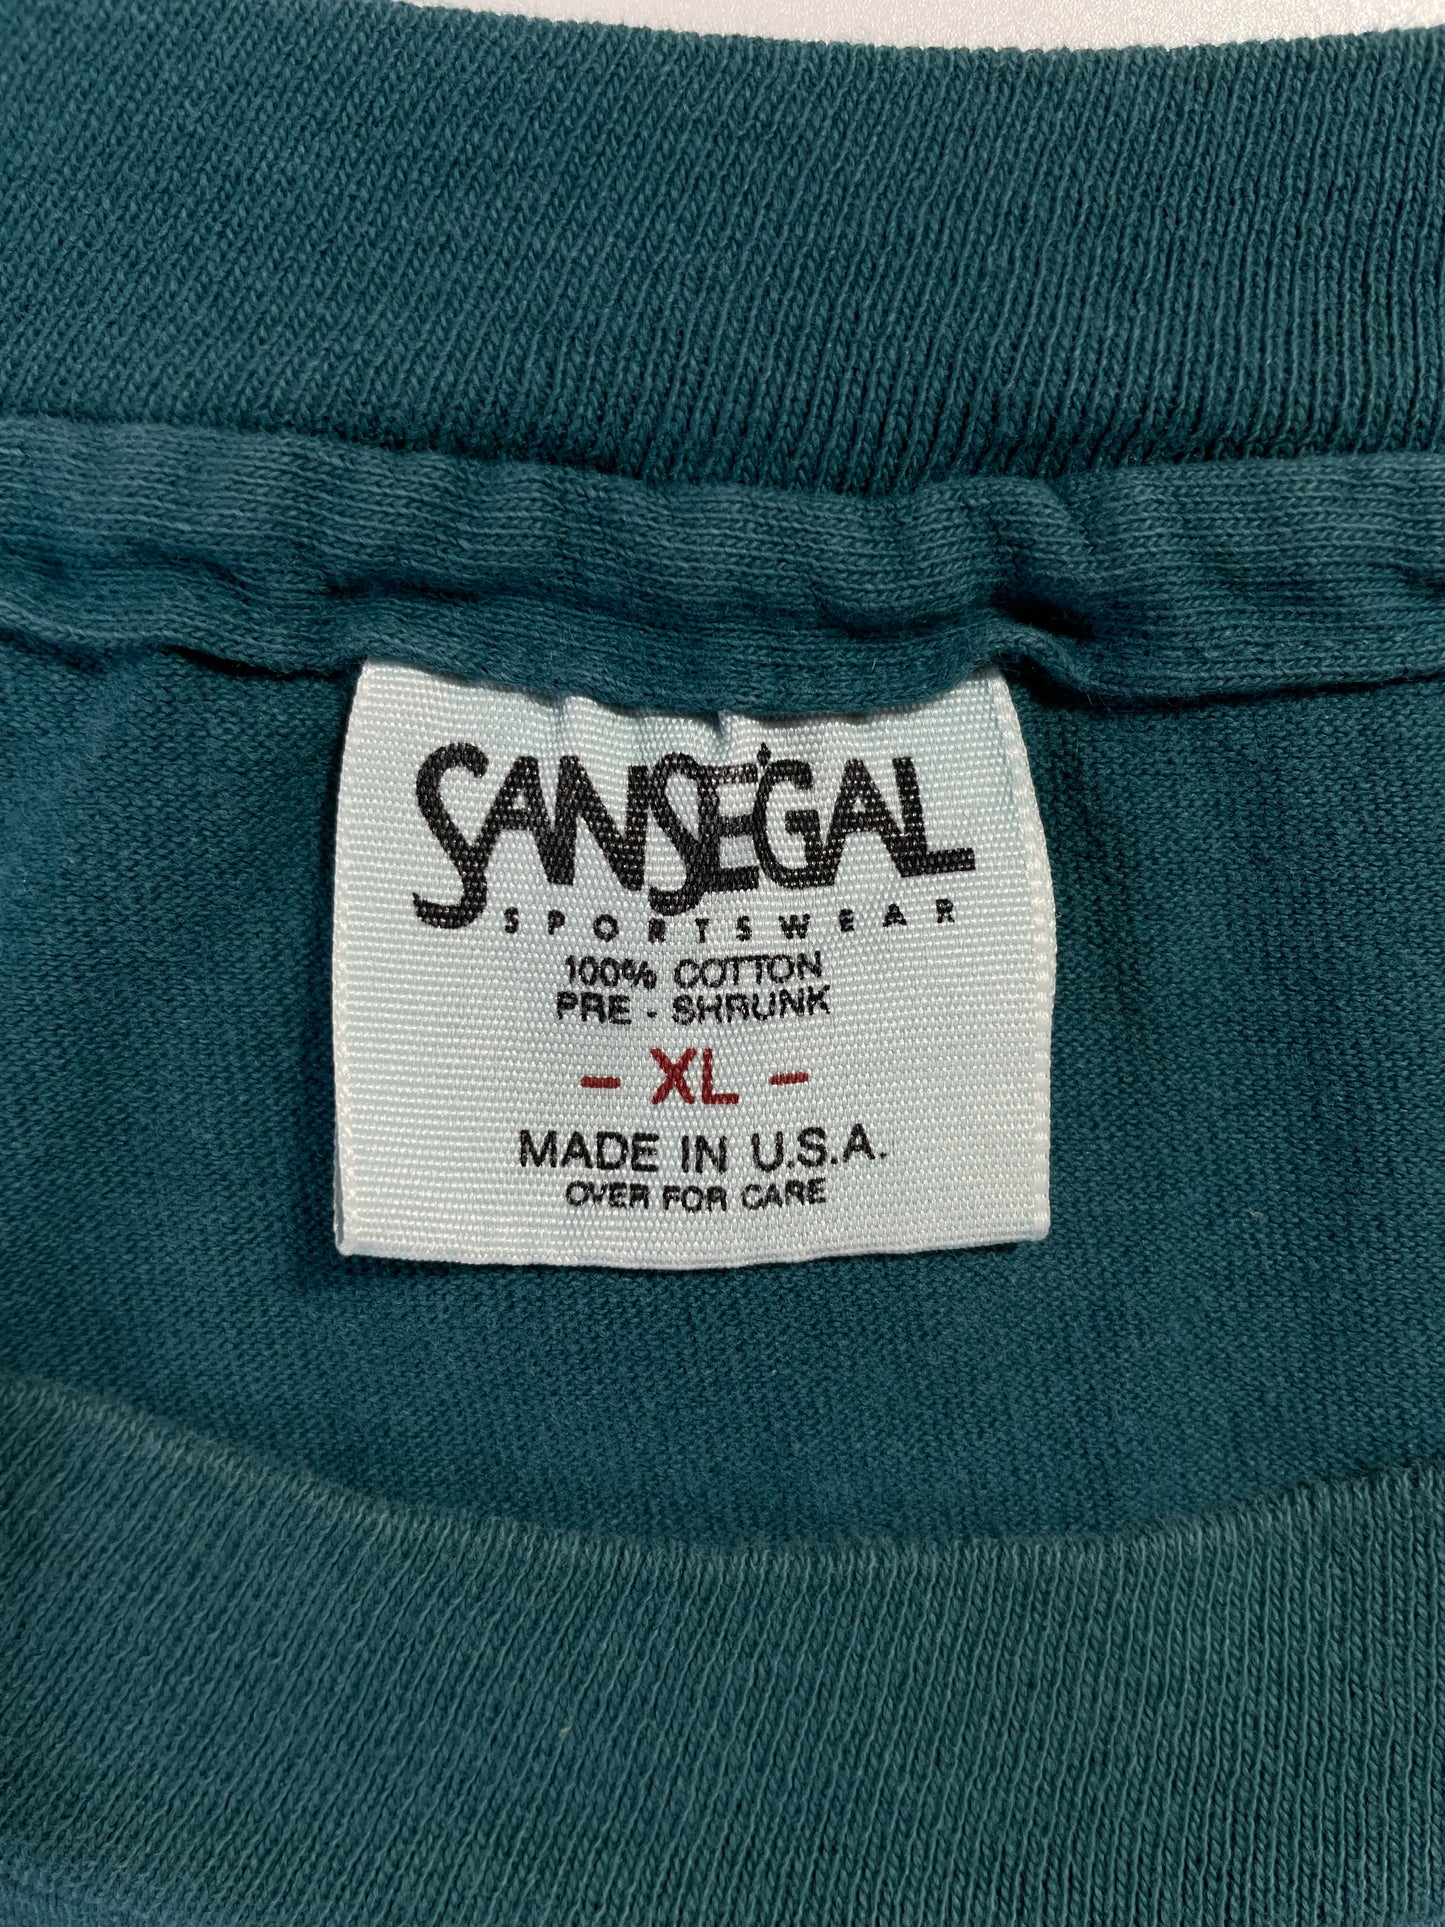 SANSEGAL
SPORTSWEAR
100% COTTON
PRE - SHRUNK
- XL -
MADE IN U.S.A.
OVER FOR CARE